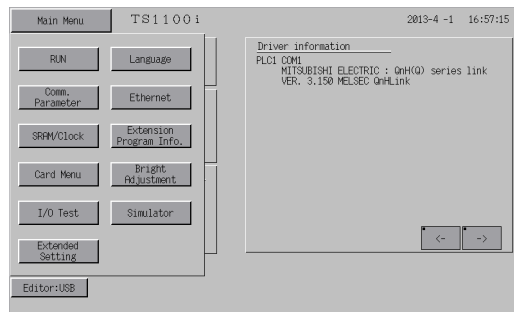 Main Menu
TS1100i
2013-4 -1 16:57:15
RUN
Language
Comm.
Parameter
Ethernet
SRAM/Clock
Extension
Program Info.
Card Menu
Bright
Adjustment
I/O Test
Simulator
Extended
Setting
Editor:USB
Driver information
PLC1 COM1
MITSUBISHI ELECTRIC : QnH(Q) series link
VER. 3.150 MELSEC QnHLink
<- ->